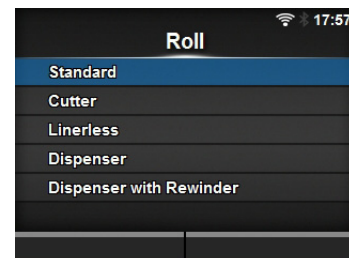 17:57
Roll
Standard
Cutter
Linerless
Dispenser
Dispenser with Rewinder